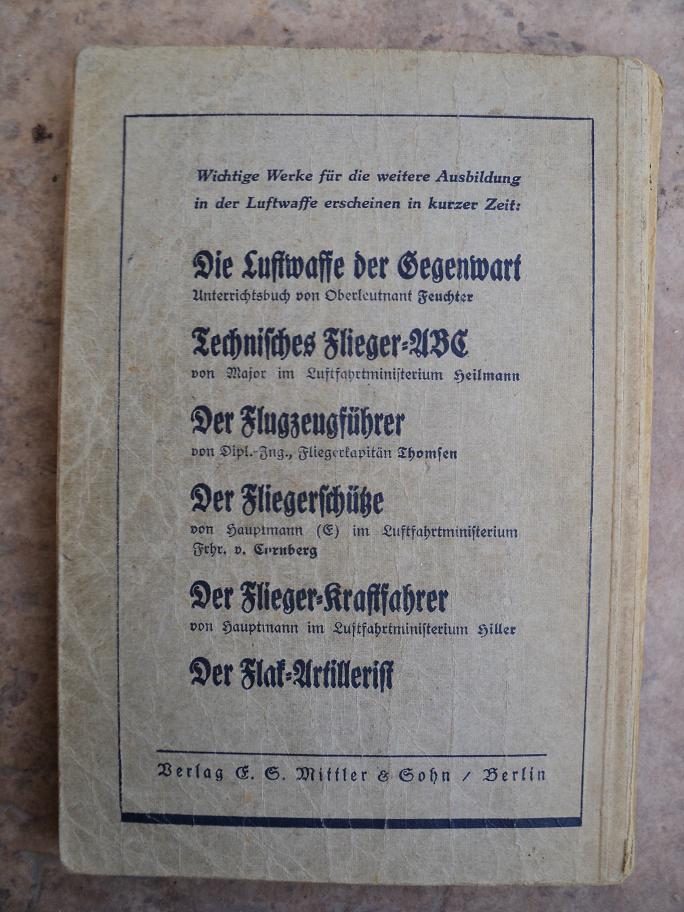 Wichtige Werke für die weitere Ausbildung
in der Luftwaffe erscheinen in kurzer Zeit:
Die Luftwaffe der Gegenwart
Unterrichtsbuch von Oberleutnant Feuchter
Technisches Flieger-ABC
von Major im Luftfahrtministerium Heilmann
Der Flugzeugführer
von Dipl.-Ing., Fliegerkapitän Thomsen
Der Fliegerschütze
von Hauptmann (E) im Luftfahrtministerium
Frhr. v. Cornberg
Der Flieger-Kraftfahrer
von Hauptmann im Luftfahrtministerium Hiller
Der Flak-Artillerist
Verlag E. S. Mittler & Sohn / Berlin